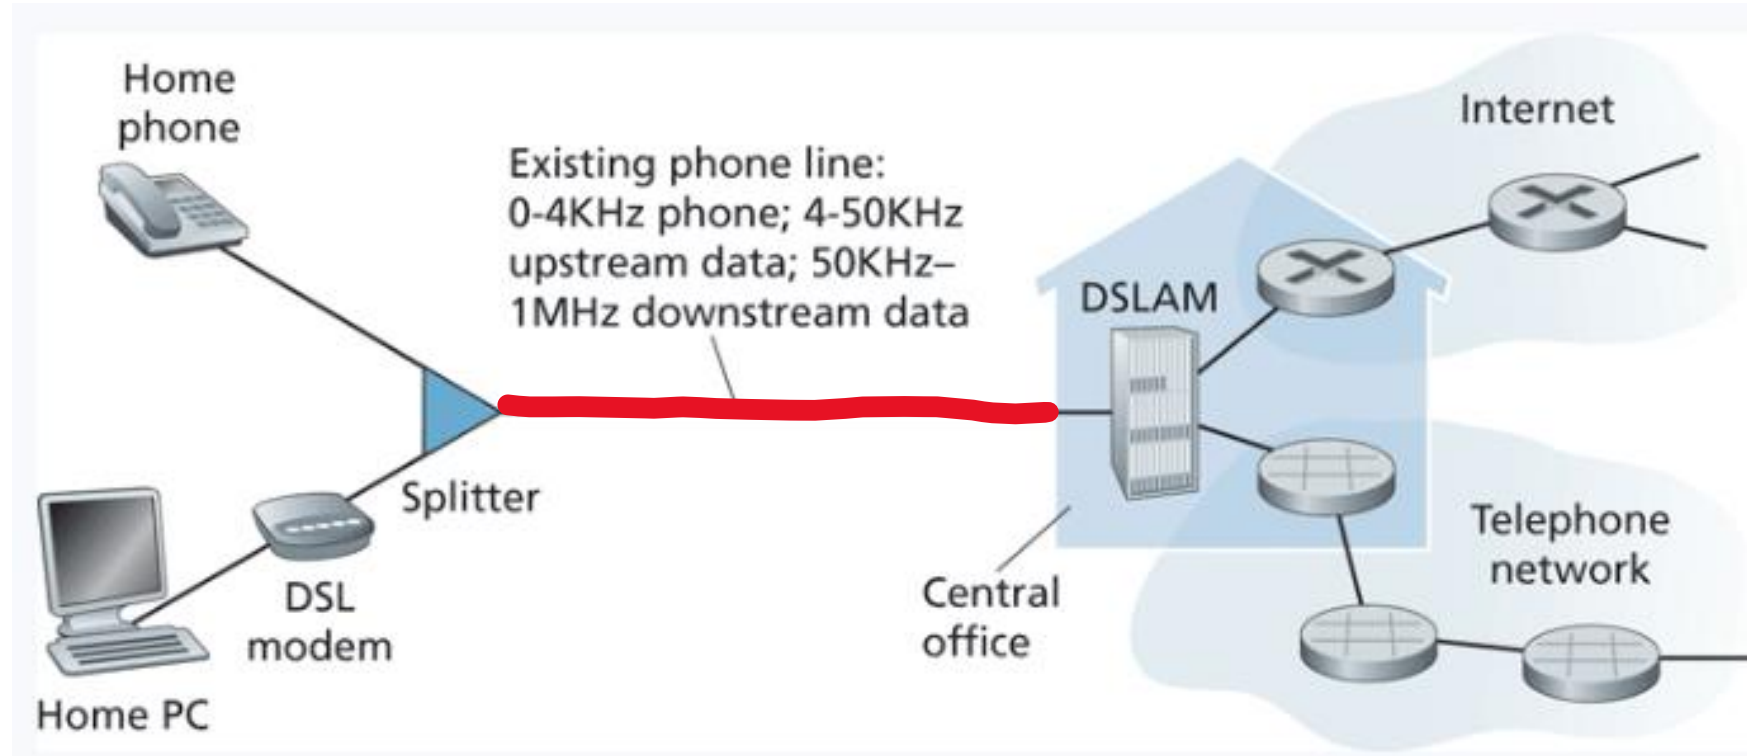 Home
phone
Existing phone line:
0-4KHz phone; 4-50KHz
upstream data; 50KHz–
1MHz downstream data
Internet
DSLAM
Splitter
DSL
modem
Home PC
Central
office
Telephone
network